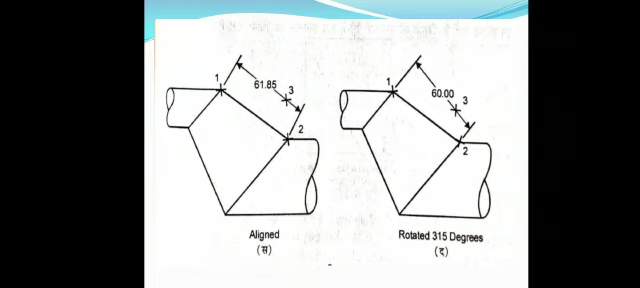 1
61.85
3
2
Aligned
(स)
1
60.00
3
2
Rotated 315 Degrees
(द)